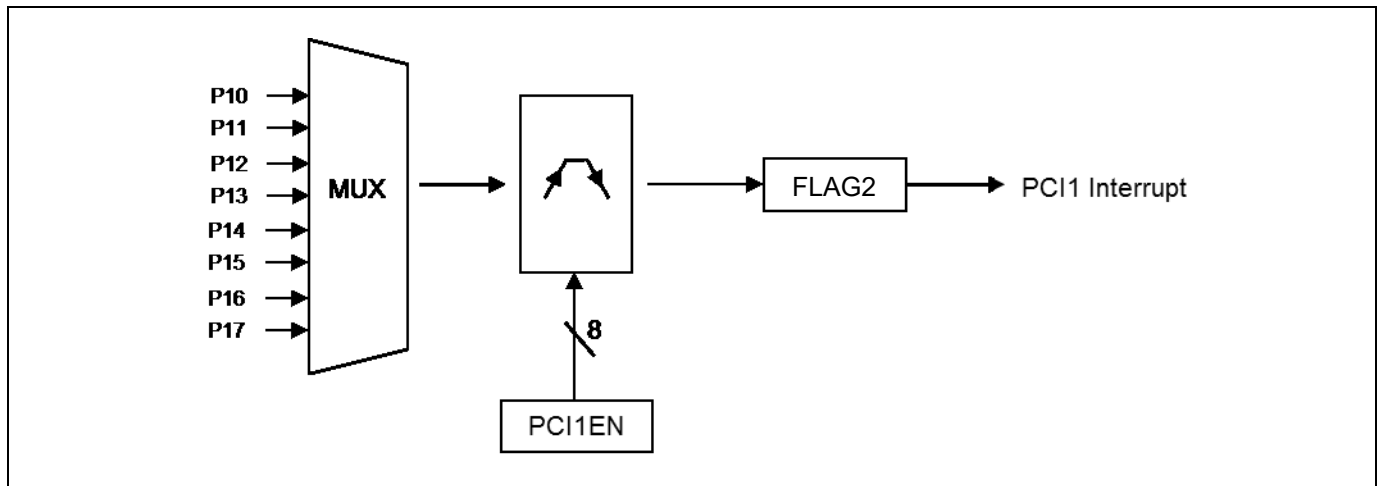 P10
P11
P12
P13
P14
P15
P16
P17
MUX
8
PCI1EN
FLAG2
PCI1 Interrupt